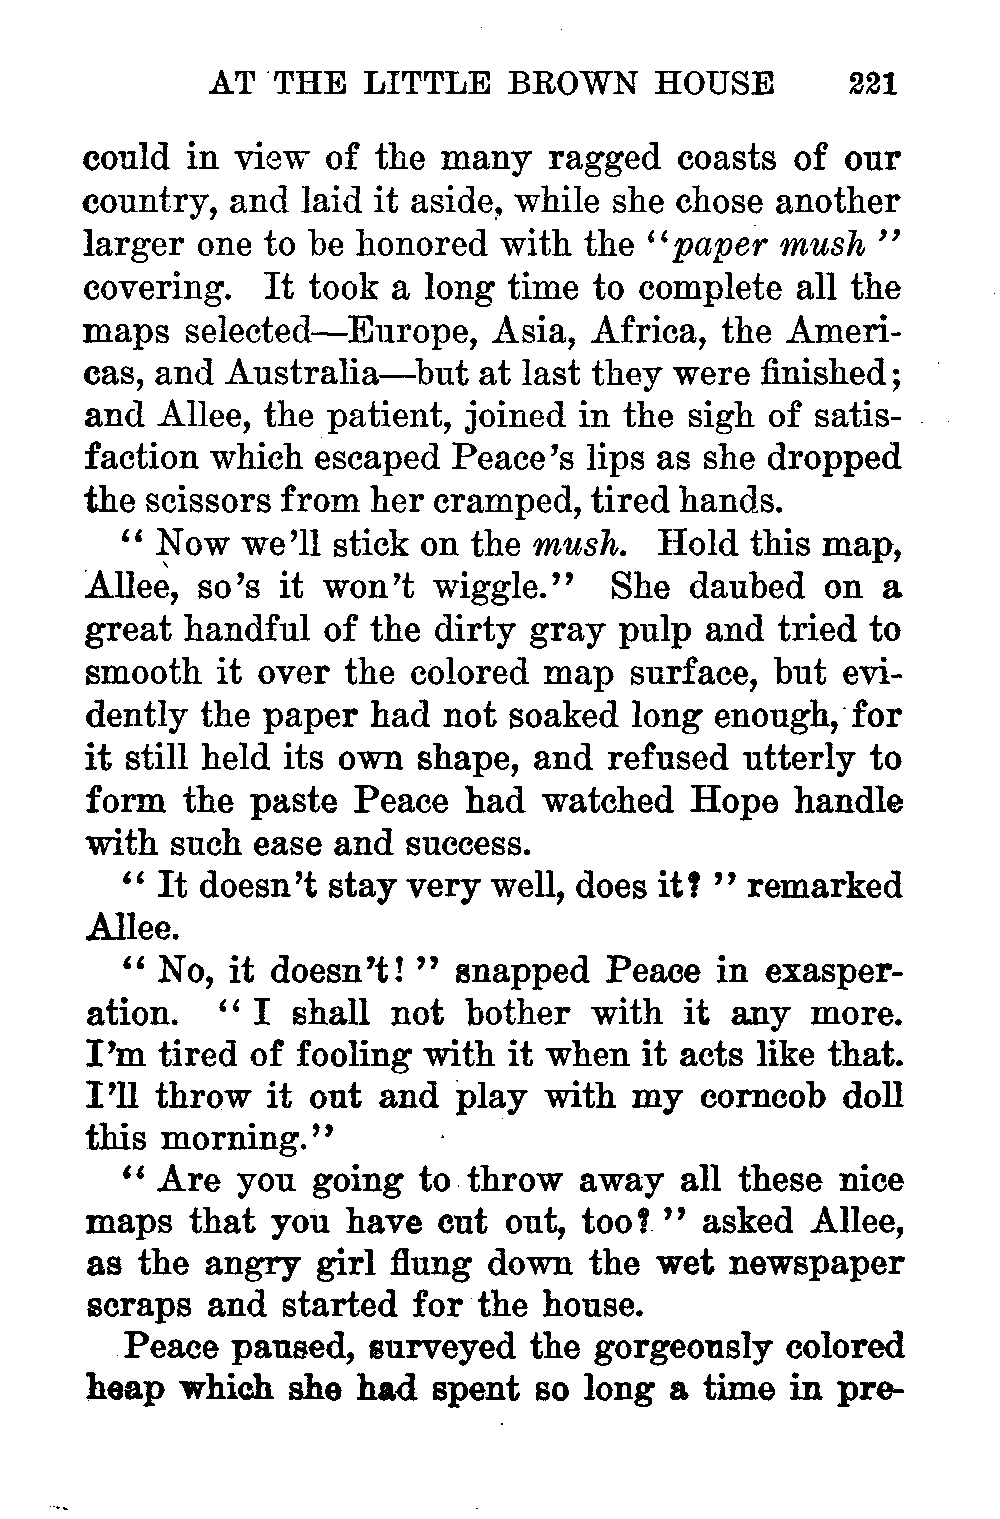 AT THE LITTLE BROWN HOUSE 221
could in view of the many ragged coasts of our
country, and laid it aside, while she chose another
larger one to be honored with the “paper mush ”
covering. It took a long time to complete all the
maps selected—Europe, Asia, Africa, the Ameri-
cas, and Australia—but at last they were finished;
and Allee, the patient, joined in the sigh of satis-
faction which escaped Peace’s lips as she dropped
the scissors from her cramped, tired hands.
“ Now we’ll stick on the mush. Hold this map,
Allee, so’s it won’t wiggle.” She daubed on a
great handful of the dirty gray pulp and tried to
smooth it over the colored map surface, but evi-
dently the paper had not soaked long enough, for
it still held its own shape, and refused utterly to
form the paste Peace had watched Hope handle
with such ease and success.
“ It doesn’t stay very well, does it? ” remarked
Allee.
“ No, it doesn’t! ” snapped Peace in exasper-
ation. “ I shall not bother with it any more.
I’m tired of fooling with it when it acts like that.
I’ll throw it out and play with my corncob doll
this morning.”
“ Are you going to throw away all these nice
maps that you have cut out, too? ” asked Allee,
as the angry girl flung down the wet newspaper
scraps and started for the house.
Peace paused, surveyed the gorgeously colored
heap which she had spent so long a time in pre-